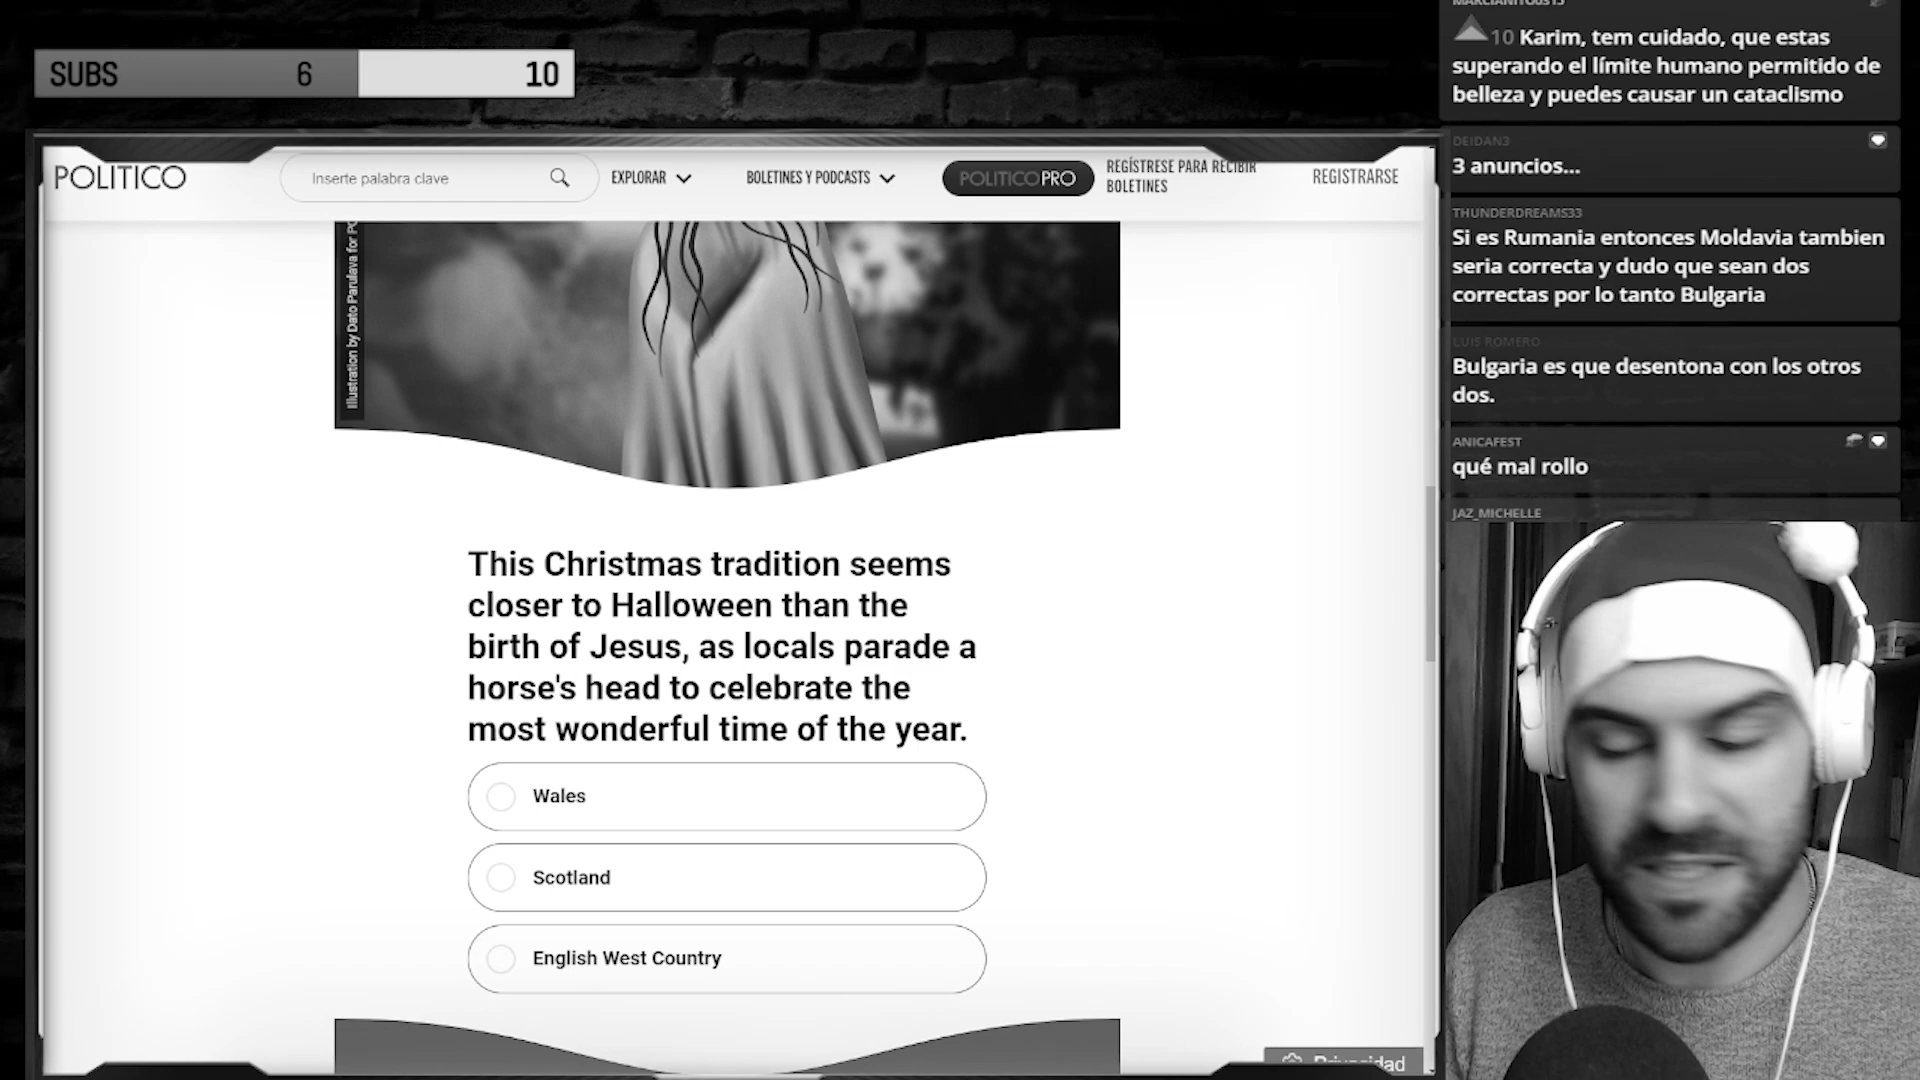 SUBS 6 10
POLITICO
Inserte palabra clave
EXPLORAR
BOLETINES Y PODCASTS
POLITICOPRO
REGÍSTRESE PARA RECIBIR
BOLETINES
REGISTRARSE
Illustration by Dato Parulava for
This Christmas tradition seems
closer to Halloween than the
birth of Jesus, as locals parade a
horse's head to celebrate the
most wonderful time of the year.
Wales
Scotland
English West Country
10 Karim, tem cuidado, que estas
superando el límite humano permitido de
belleza y puedes causar un cataclismo
DEIDAN3
3 anuncios...
THUNDERDREAMS33
Si es Rumania entonces Moldavia tambien
seria correcta y dudo que sean dos
correctas por lo tanto Bulgaria
LUIS ROMERO
Bulgaria es que desentona con los otros
dos.
ANICAFEST
qué mal rollo
JAZ_MICHELLE
Privacidad